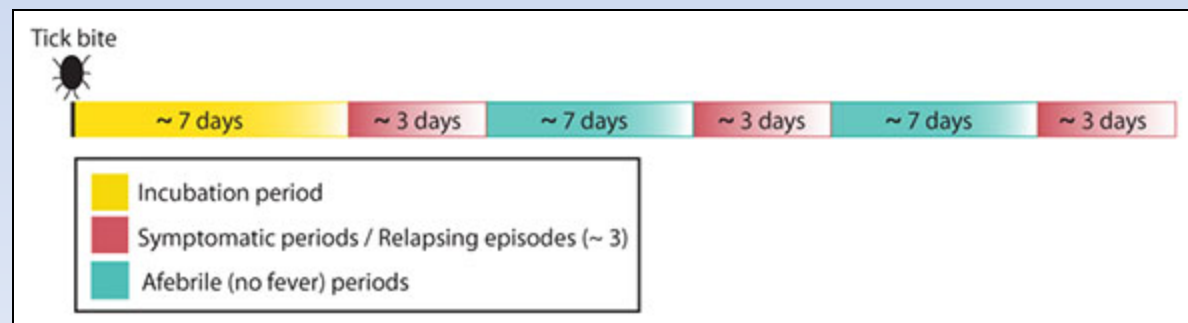 Tick bite
~ 7 days ~ 3 days ~ 7 days ~ 3 days ~ 7 days ~ 3 days
Incubation period
Symptomatic periods / Relapsing episodes (~ 3)
Afebrile (no fever) periods